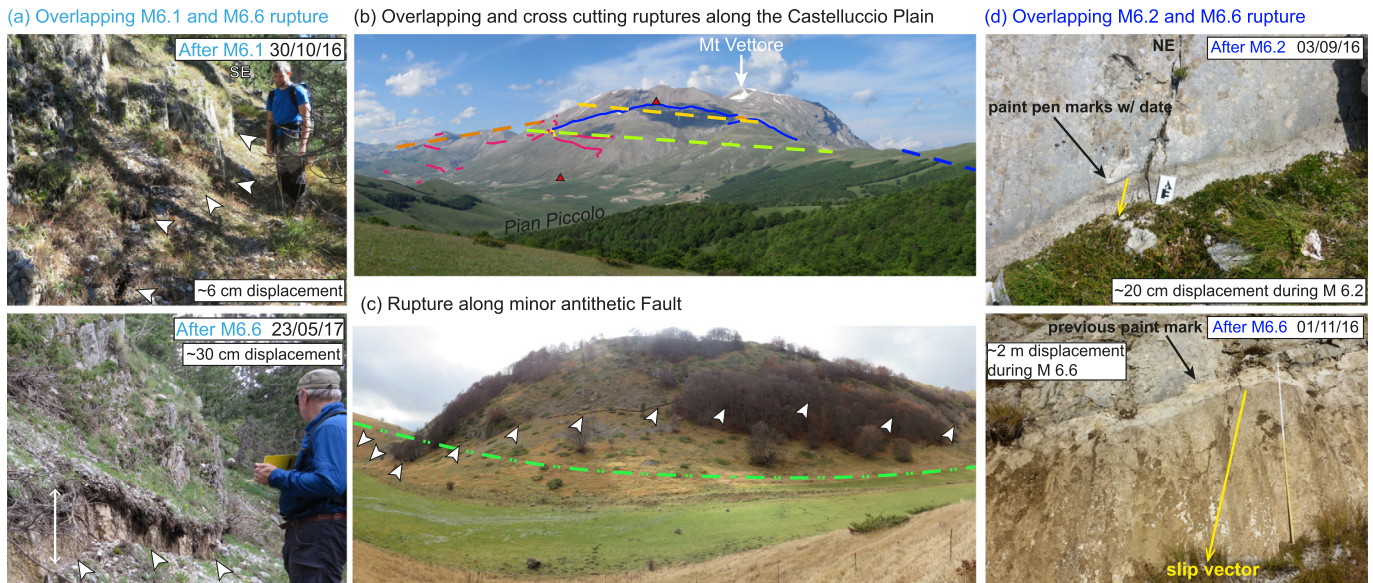 (a) Overlapping M6.1 and M6.6 rupture
After M6.1 30/10/16
SE
~6 cm displacement
After M6.6 23/05/17
~30 cm displacement
(b) Overlapping and cross cutting ruptures along the Castelluccio Plain
Mt Vettore
Pian Piccolo
(c) Rupture along minor antithetic Fault
(d) Overlapping M6.2 and M6.6 rupture
NE
After M6.2 03/09/16
paint pen marks w/ date
~20 cm displacement during M 6.2
previous paint mark
After M6.6 01/11/16
~2 m displacement
during M 6.6
slip vector